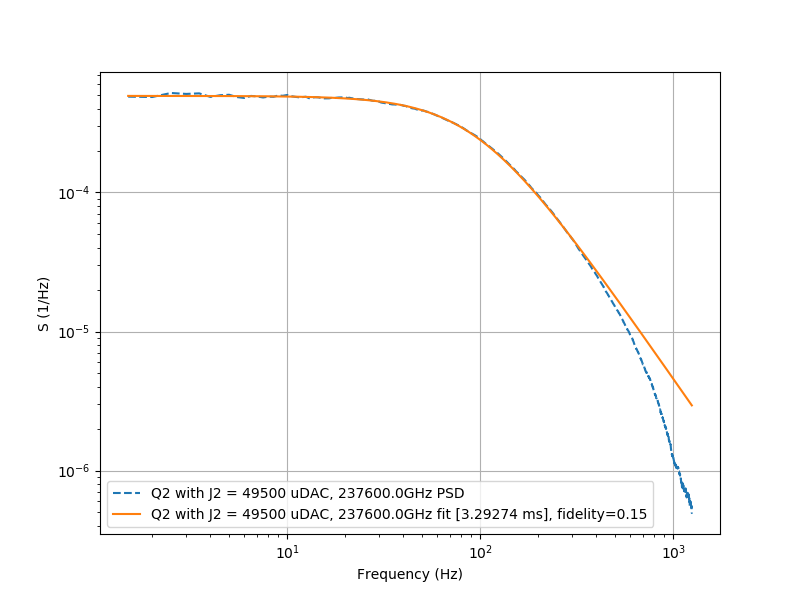 S (1/Hz)
10⁻⁴
10⁻⁵
10⁻⁶
Q2 with J2 = 49500 uDAC, 237600.0GHz PSD
Q2 with J2 = 49500 uDAC, 237600.0GHz fit [3.29274 ms], fidelity=0.15
10¹ 10² 10³
Frequency (Hz)